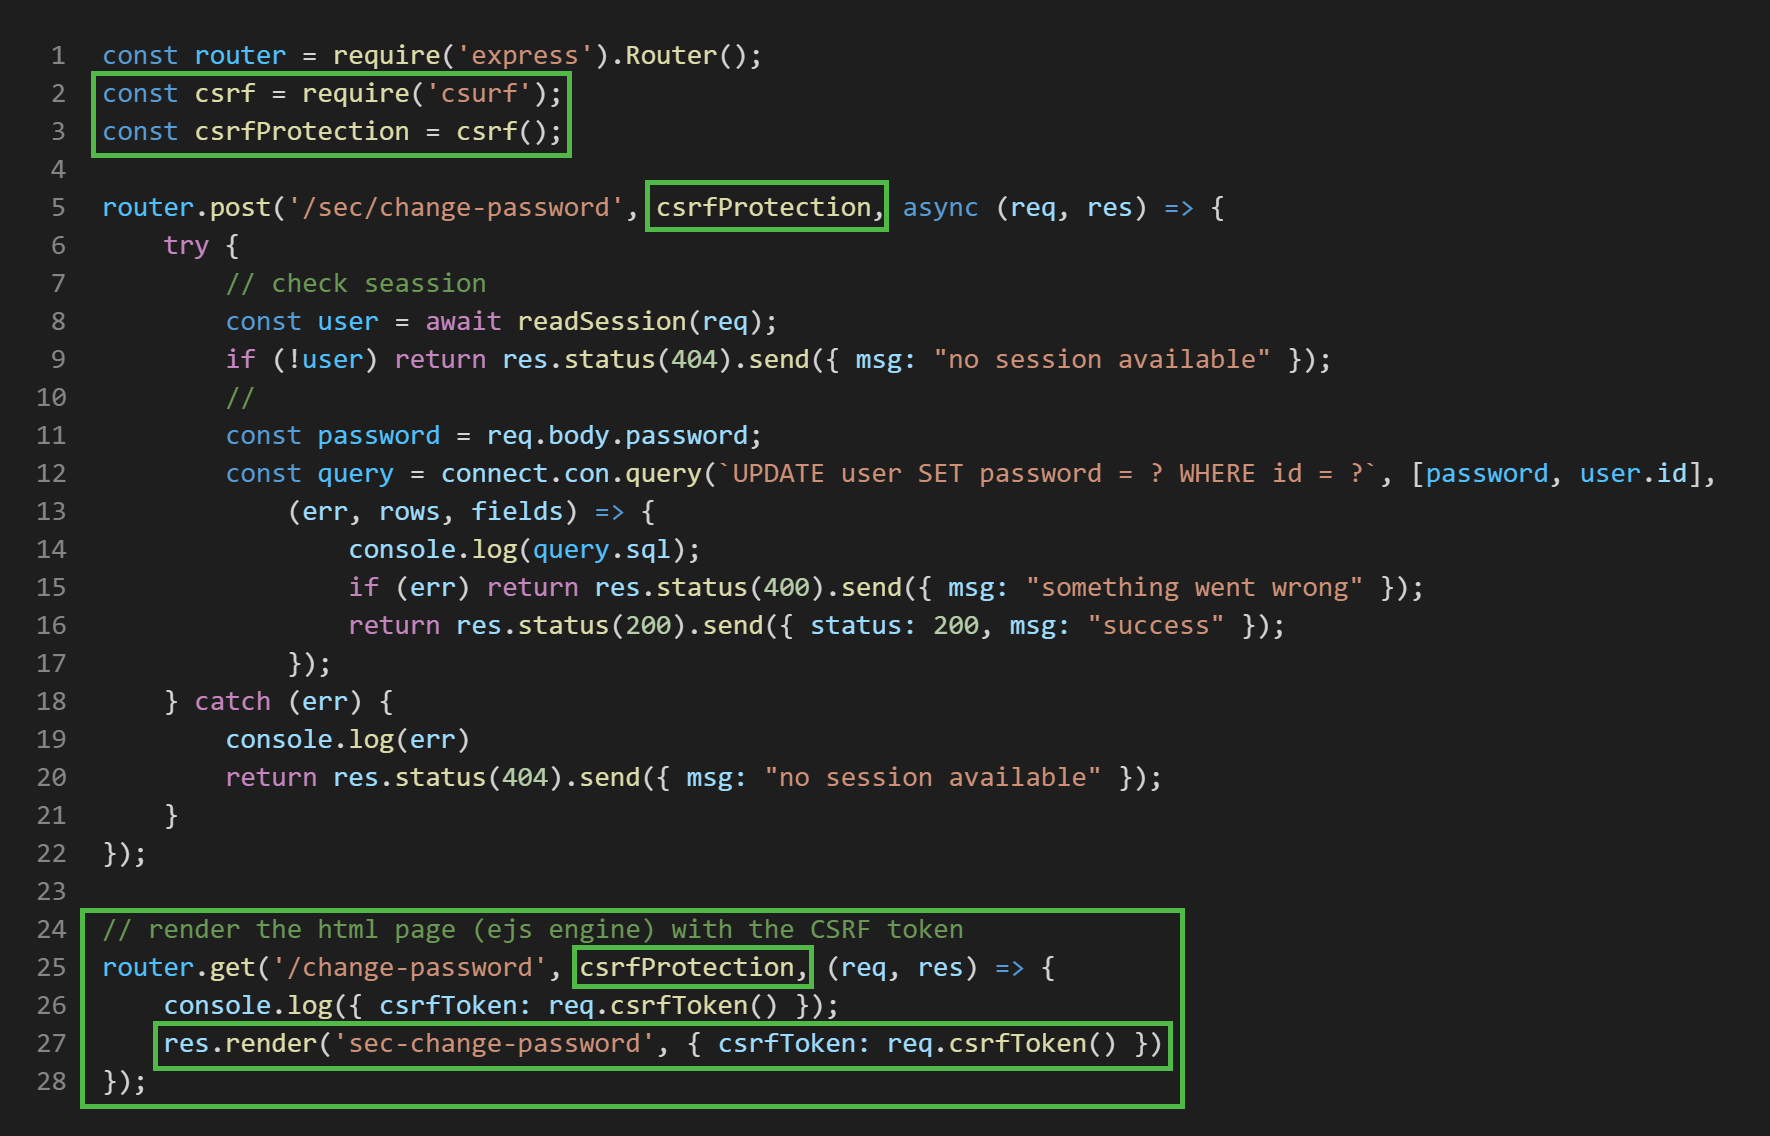 1 const router = require('express').Router();
2 const csrf = require('csurf');
3 const csrfProtection = csrf();
4
5 router.post('/sec/change-password', csrfProtection, async (req, res) => {
6     try {
7         // check seassion
8         const user = await readSession(req);
9         if (!user) return res.status(404).send({ msg: "no session available" });
10         //
11         const password = req.body.password;
12         const query = connect.con.query(`UPDATE user SET password = ? WHERE id = ?`, [password, user.id],
13             (err, rows, fields) => {
14                 console.log(query.sql);
15                 if (err) return res.status(400).send({ msg: "something went wrong" });
16                 return res.status(200).send({ status: 200, msg: "success" });
17             });
18     } catch (err) {
19         console.log(err)
20         return res.status(404).send({ msg: "no session available" });
21     }
22 });
23
24 // render the html page (ejs engine) with the CSRF token
25 router.get('/change-password', csrfProtection, (req, res) => {
26     console.log({ csrfToken: req.csrfToken() });
27     res.render('sec-change-password', { csrfToken: req.csrfToken() })
28 });